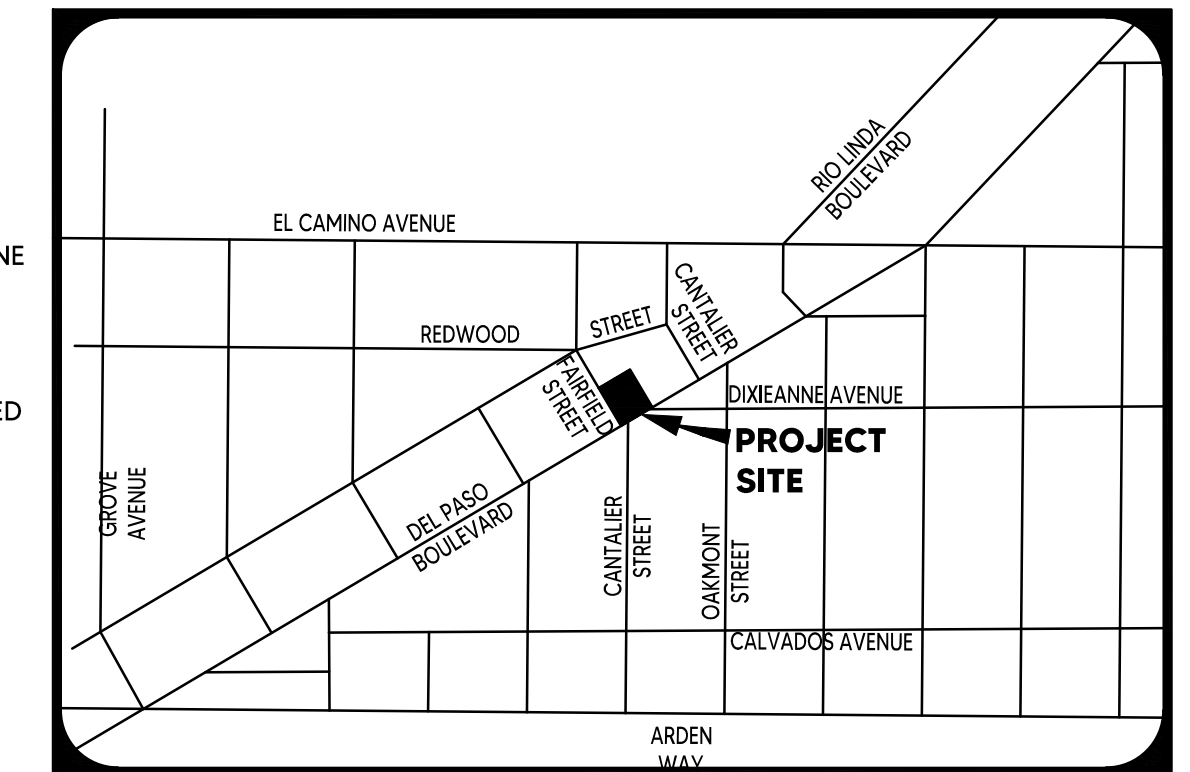 EL CAMINO AVENUE
RIO LINDA
BOULEVARD
NE
CANTALIER
STREET
REDWOOD
STREET
FAIRFIELD
STREET
ED
DIXIEANNE AVENUE
PROJECT
SITE
GROVE
AVENUE
DEL PASO
BOULEVARD
CANTALIER
STREET
OAKMONT
STREET
CALVADOS AVENUE
ARDEN
WAY